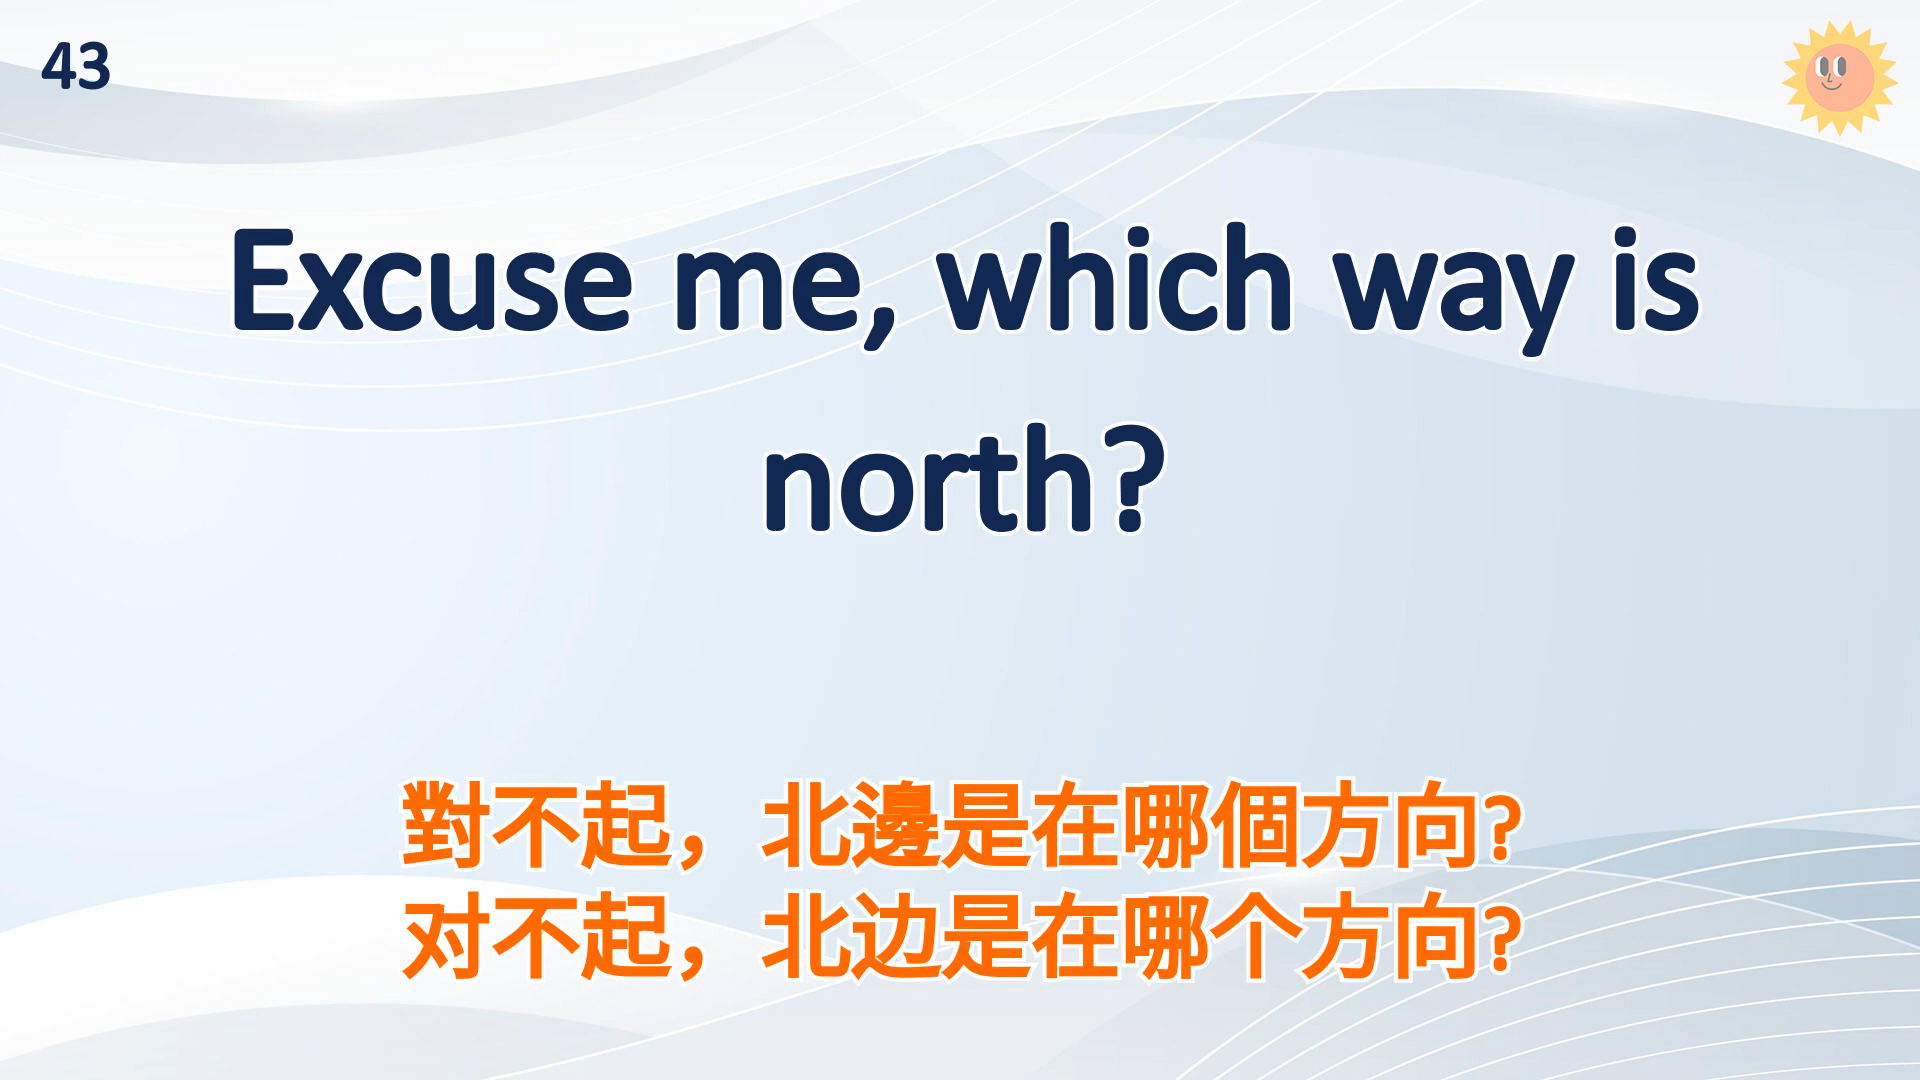 43
Excuse me, which way is
north?
對不起，北邊是在哪個方向?
对不起，北边是在哪个方向?